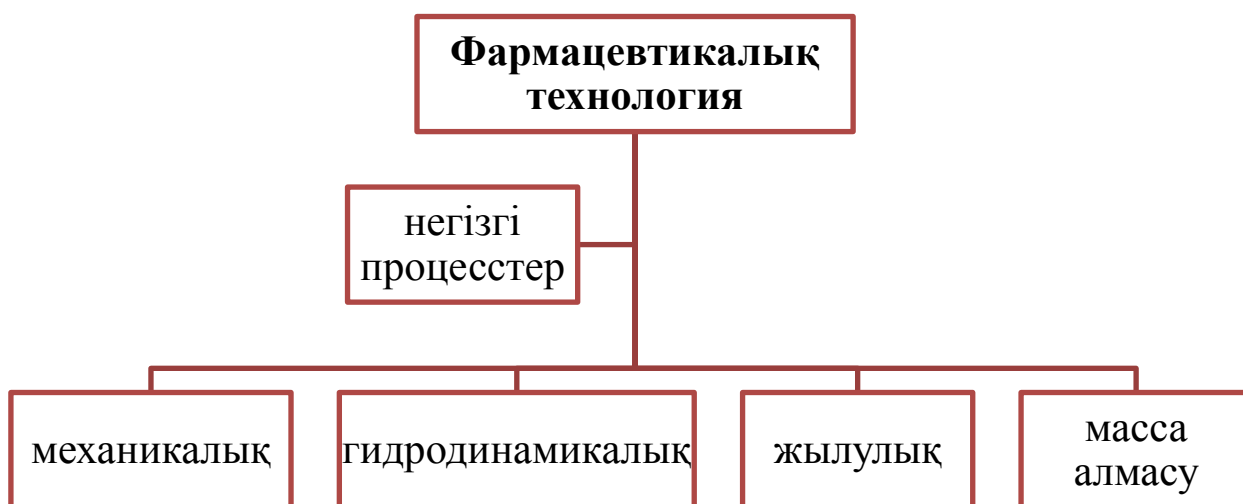 Фармацевтикалық
технология
негізгі
процесстер
механикалық
гидродинамикалық
жылулық
масса
алмасу